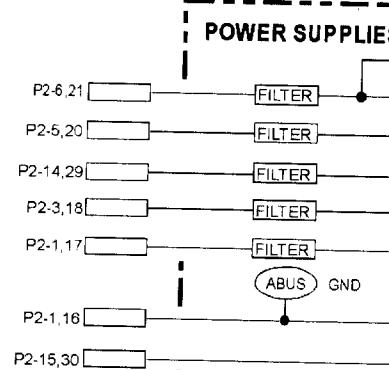 POWER SUPPLIES
P2-6,21 FILTER
P2-5,20 FILTER
P2-14,29 FILTER
P2-3,18 FILTER
P2-1,17 FILTER
ABUS GND
P2-1,16
P2-15,30